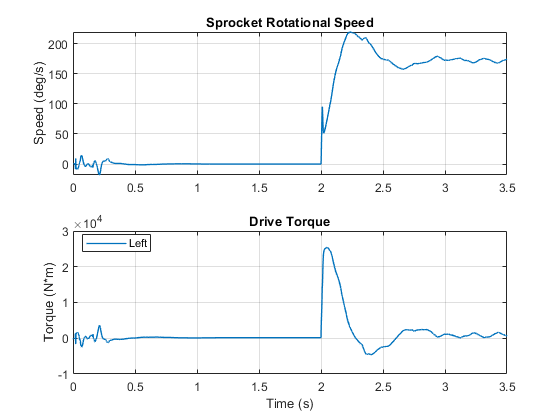 Sprocket Rotational Speed
200
150
100
50
0
Speed (deg/s)
0 0.5 1 1.5 2 2.5 3 3.5
Drive Torque
×10⁴
Left
3
2
1
0
-1
Torque (N*m)
0 0.5 1 1.5 2 2.5 3 3.5
Time (s)